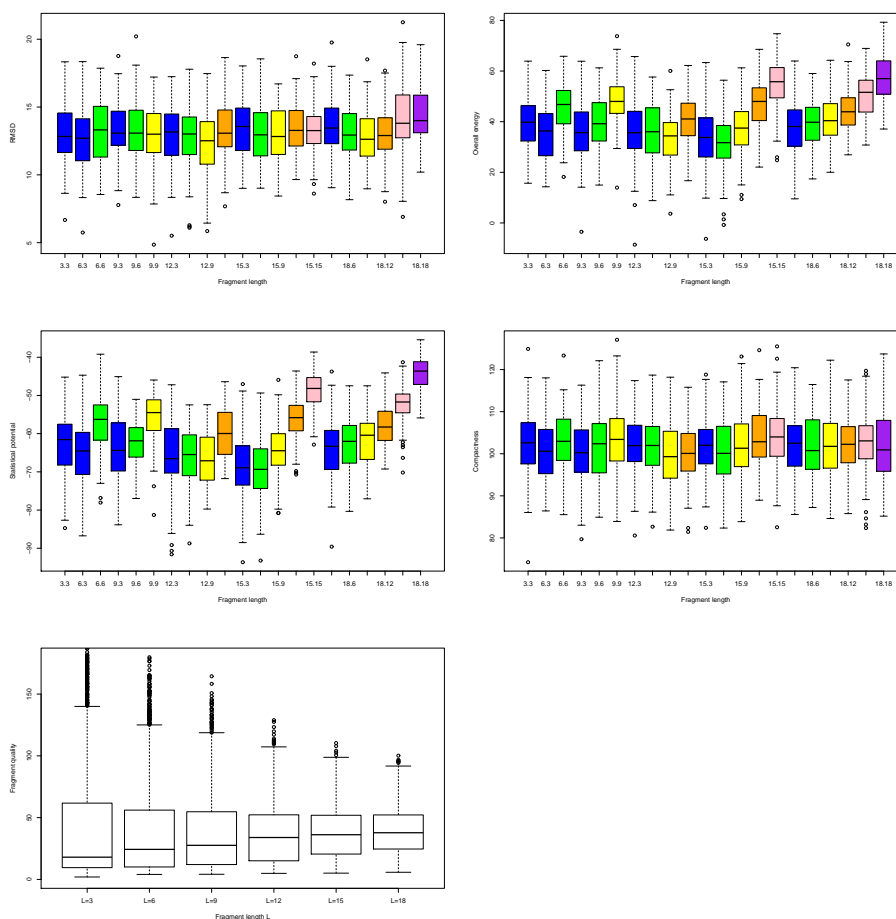 RMSD
20
15
10
5
3.3 6.3 6.6 9.3 9.6 9.9 12.3 12.9 15.3 15.9 15.15 18.6 18.12 18.18
Fragment length
Overall energy
80
60
40
20
0
3.3 6.3 6.6 9.3 9.6 9.9 12.3 12.9 15.3 15.9 15.15 18.6 18.12 18.18
Fragment length
Statistical potential
-40
-50
-60
-70
-80
-90
3.3 6.3 6.6 9.3 9.6 9.9 12.3 12.9 15.3 15.9 15.15 18.6 18.12 18.18
Fragment length
Compactness
120
110
100
90
80
3.3 6.3 6.6 9.3 9.6 9.9 12.3 12.9 15.3 15.9 15.15 18.6 18.12 18.18
Fragment length
Fragment quality
150
100
50
0
L=3 L=6 L=9 L=12 L=15 L=18
Fragment length L